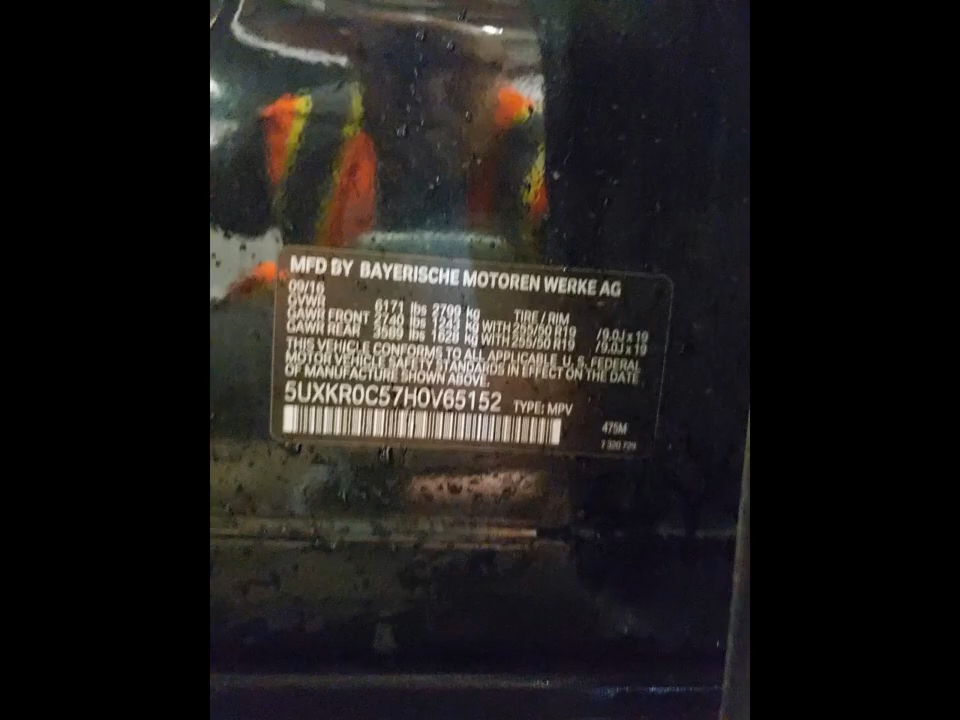 MFD BY BAYERISCHE MOTOREN WERKE AG
09/16
GVWR 6171 lbs 2799 kg TIRE / RIM
GAWR FRONT 2740 lbs 1243 kg WITH 255/50 R19 /9.0J x 19
GAWR REAR 3589 lbs 1628 kg WITH 255/50 R19 /9.0J x 19
THIS VEHICLE CONFORMS TO ALL APPLICABLE U. S. FEDERAL
MOTOR VEHICLE SAFETY STANDARDS IN EFFECT ON THE DATE
OF MANUFACTURE SHOWN ABOVE.
5UXKR0C57H0V65152 TYPE: MPV
475M
7 320 729